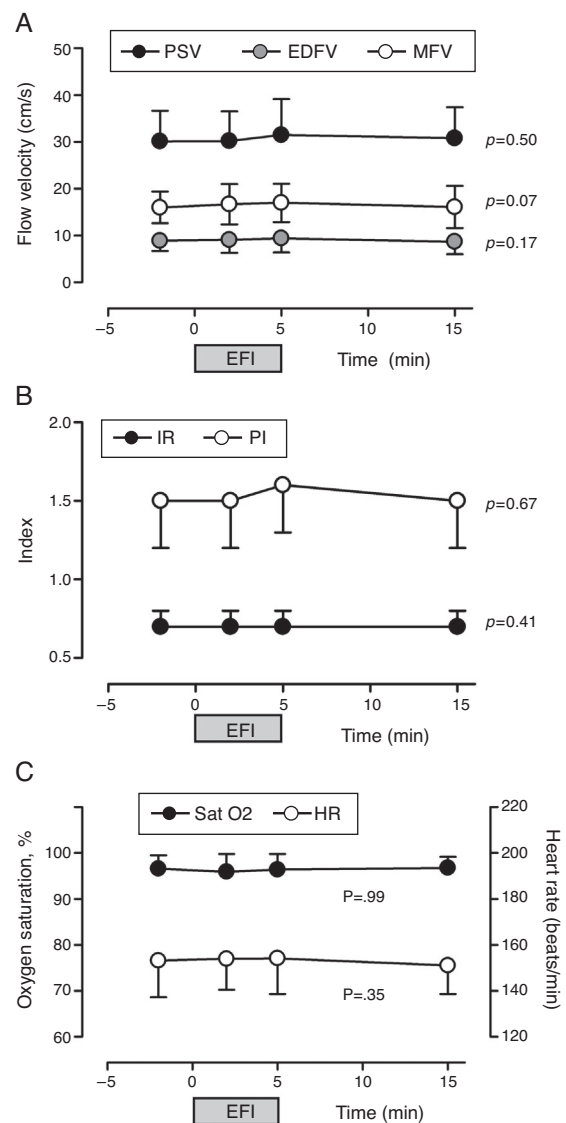 A
PSV EDFV MFV
Flow velocity (cm/s)
50
40
30
20
10
0
p=0.50
p=0.07
p=0.17
–5 0 5 10 15
EFI Time (min)
B
IR PI
Index
2.0
1.5
1.0
0.5
p=0.67
p=0.41
–5 0 5 10 15
EFI Time (min)
C
Sat O2 HR
Oxygen saturation, %
100
90
80
70
60
P=.99
P=.35
220
200
180
160
140
120
Heart rate (beats/min)
–5 0 5 10 15
EFI Time (min)